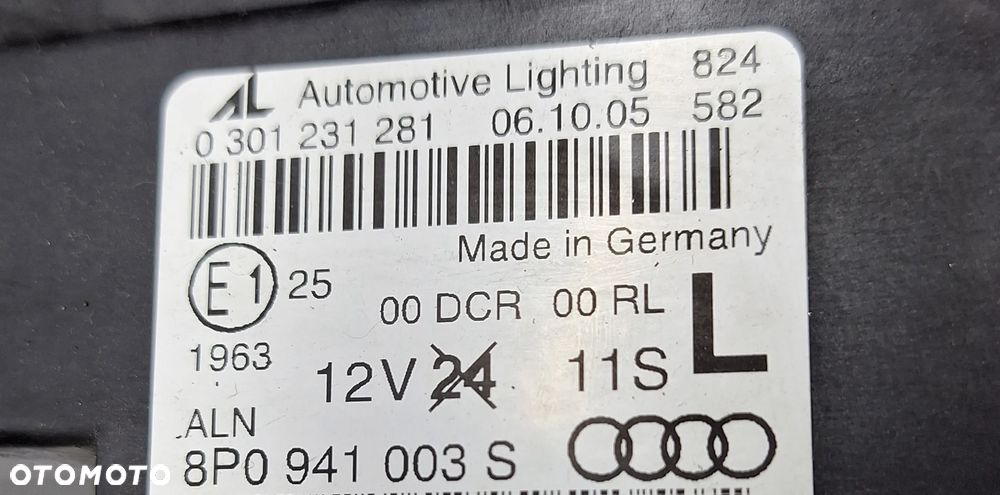 AL Automotive Lighting 824
0 301 231 281 06.10.05 582
Made in Germany
E1 25
00 DCR 00 RL L
1963
12V 24 11S
ALN
8P0 941 003 S
OTOMOTO